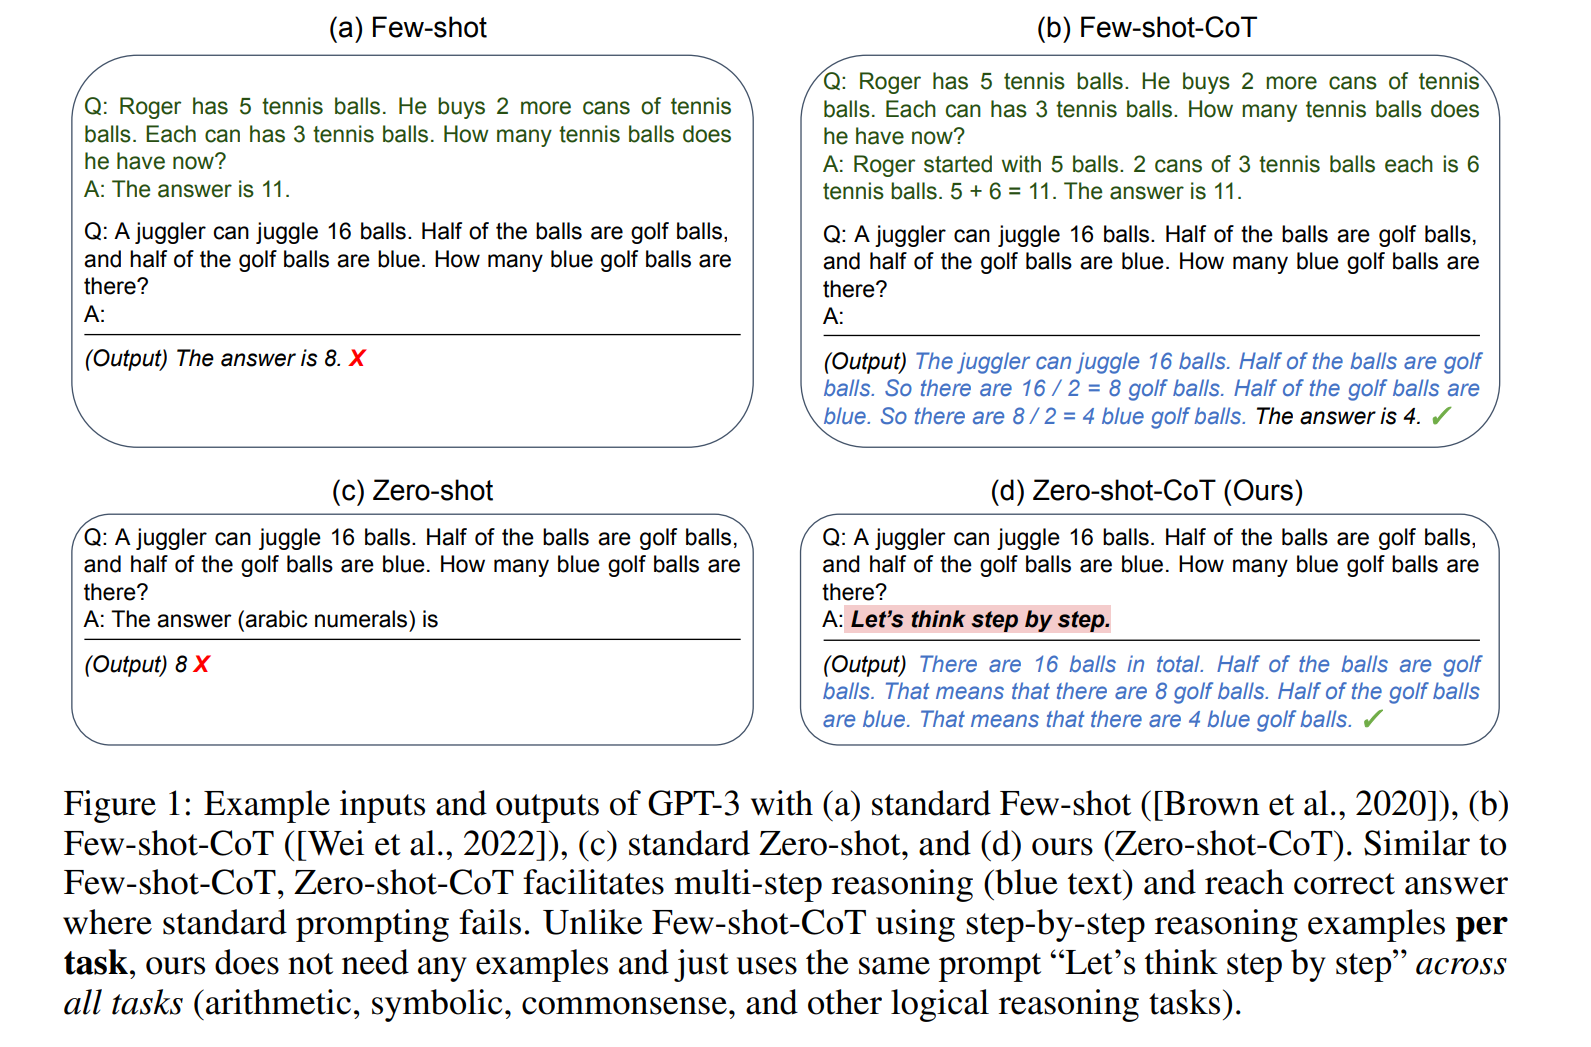 (a) Few-shot
Q: Roger has 5 tennis balls. He buys 2 more cans of tennis
balls. Each can has 3 tennis balls. How many tennis balls does
he have now?
A: The answer is 11.
Q: A juggler can juggle 16 balls. Half of the balls are golf balls,
and half of the golf balls are blue. How many blue golf balls are
there?
A:
(Output) The answer is 8. X
(b) Few-shot-CoT
Q: Roger has 5 tennis balls. He buys 2 more cans of tennis
balls. Each can has 3 tennis balls. How many tennis balls does
he have now?
A: Roger started with 5 balls. 2 cans of 3 tennis balls each is 6
tennis balls. 5 + 6 = 11. The answer is 11.
Q: A juggler can juggle 16 balls. Half of the balls are golf balls,
and half of the golf balls are blue. How many blue golf balls are
there?
A:
(Output) The juggler can juggle 16 balls. Half of the balls are golf
balls. So there are 16 / 2 = 8 golf balls. Half of the golf balls are
blue. So there are 8 / 2 = 4 blue golf balls. The answer is 4. ✓
(c) Zero-shot
Q: A juggler can juggle 16 balls. Half of the balls are golf balls,
and half of the golf balls are blue. How many blue golf balls are
there?
A: The answer (arabic numerals) is
(Output) 8 X
(d) Zero-shot-CoT (Ours)
Q: A juggler can juggle 16 balls. Half of the balls are golf balls,
and half of the golf balls are blue. How many blue golf balls are
there?
A: Let’s think step by step.
(Output) There are 16 balls in total. Half of the balls are golf
balls. That means that there are 8 golf balls. Half of the golf balls
are blue. That means that there are 4 blue golf balls. ✓
Figure 1: Example inputs and outputs of GPT-3 with (a) standard Few-shot ([Brown et al., 2020]), (b)
Few-shot-CoT ([Wei et al., 2022]), (c) standard Zero-shot, and (d) ours (Zero-shot-CoT). Similar to
Few-shot-CoT, Zero-shot-CoT facilitates multi-step reasoning (blue text) and reach correct answer
where standard prompting fails. Unlike Few-shot-CoT using step-by-step reasoning examples per
task, ours does not need any examples and just uses the same prompt “Let’s think step by step” across
all tasks (arithmetic, symbolic, commonsense, and other logical reasoning tasks).